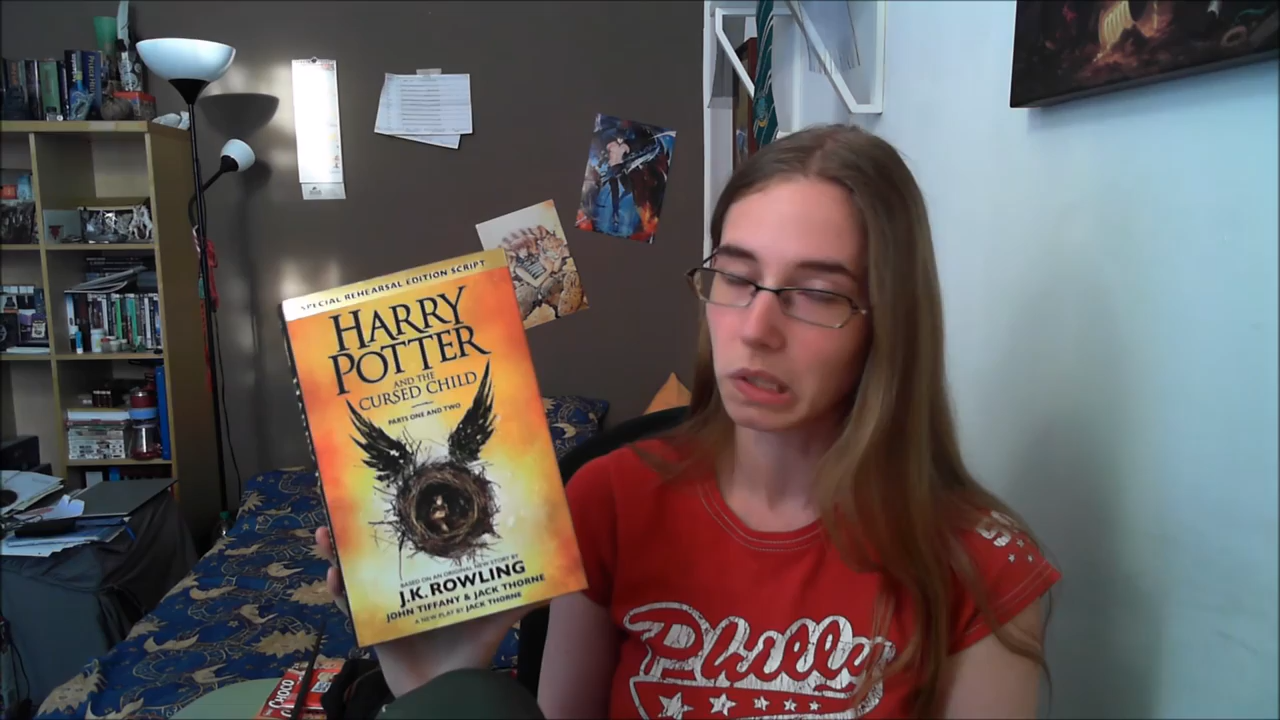 SPECIAL REHEARSAL EDITION SCRIPT
HARRY
POTTER
AND THE
CURSED CHILD
PARTS ONE AND TWO
BASED ON AN ORIGINAL NEW STORY BY
J.K. ROWLING
JOHN TIFFANY & JACK THORNE
A NEW PLAY BY JACK THORNE
Philly
CHOCO